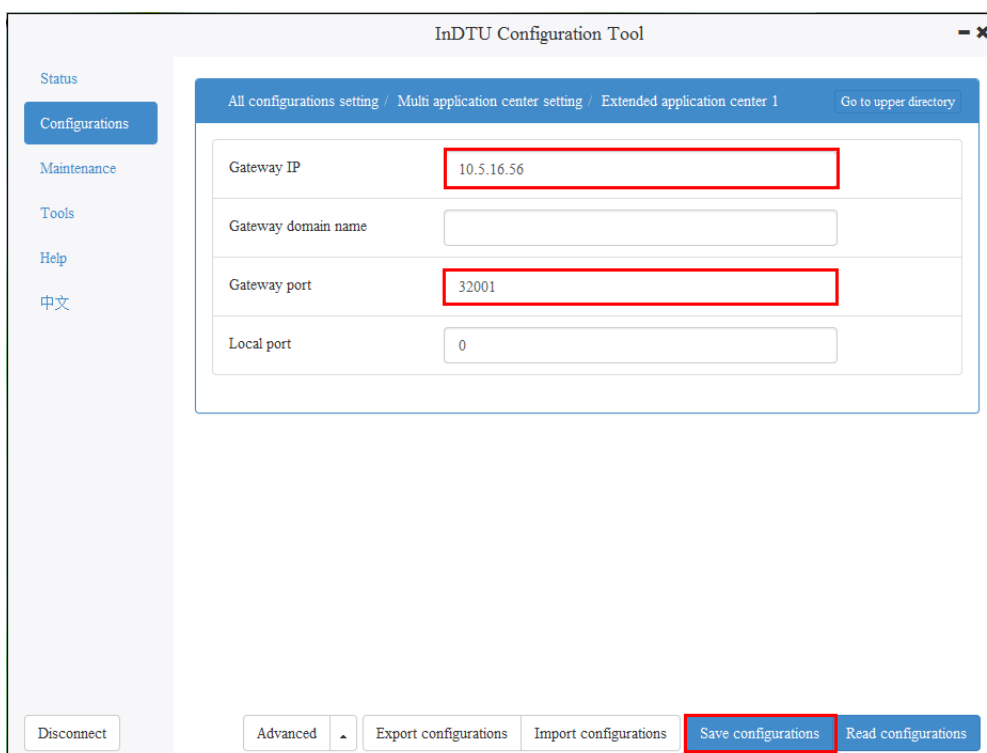 InDTU Configuration Tool
Status
Configurations
Maintenance
Tools
Help
中文
All configurations setting / Multi application center setting / Extended application center 1
Go to upper directory
Gateway IP
10.5.16.56
Gateway domain name
Gateway port
32001
Local port
0
Disconnect
Advanced
Export configurations
Import configurations
Save configurations
Read configurations